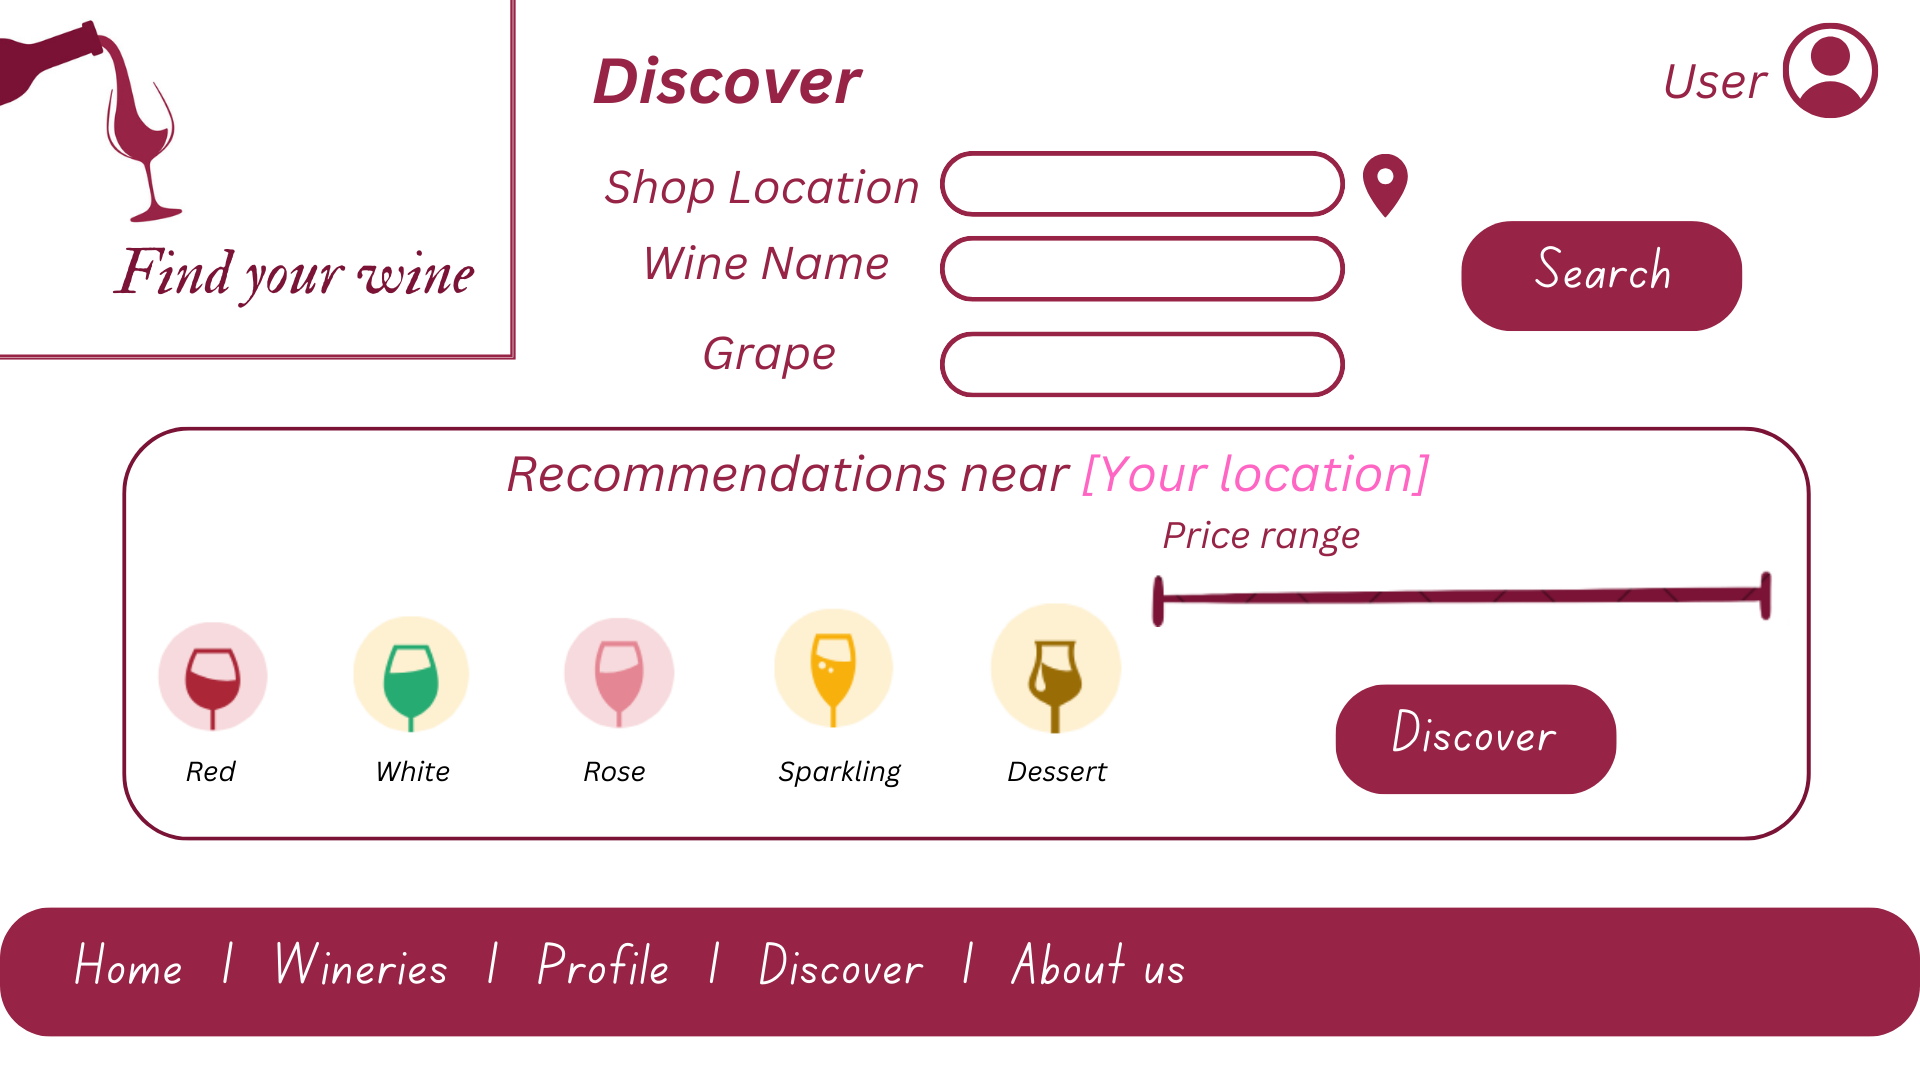 Find your wine
Discover
User
Shop Location
Wine Name
Grape
Search
Recommendations near [Your location]
Price range
Red
White
Rose
Sparkling
Dessert
Discover
Home | Wineries | Profile | Discover | About us